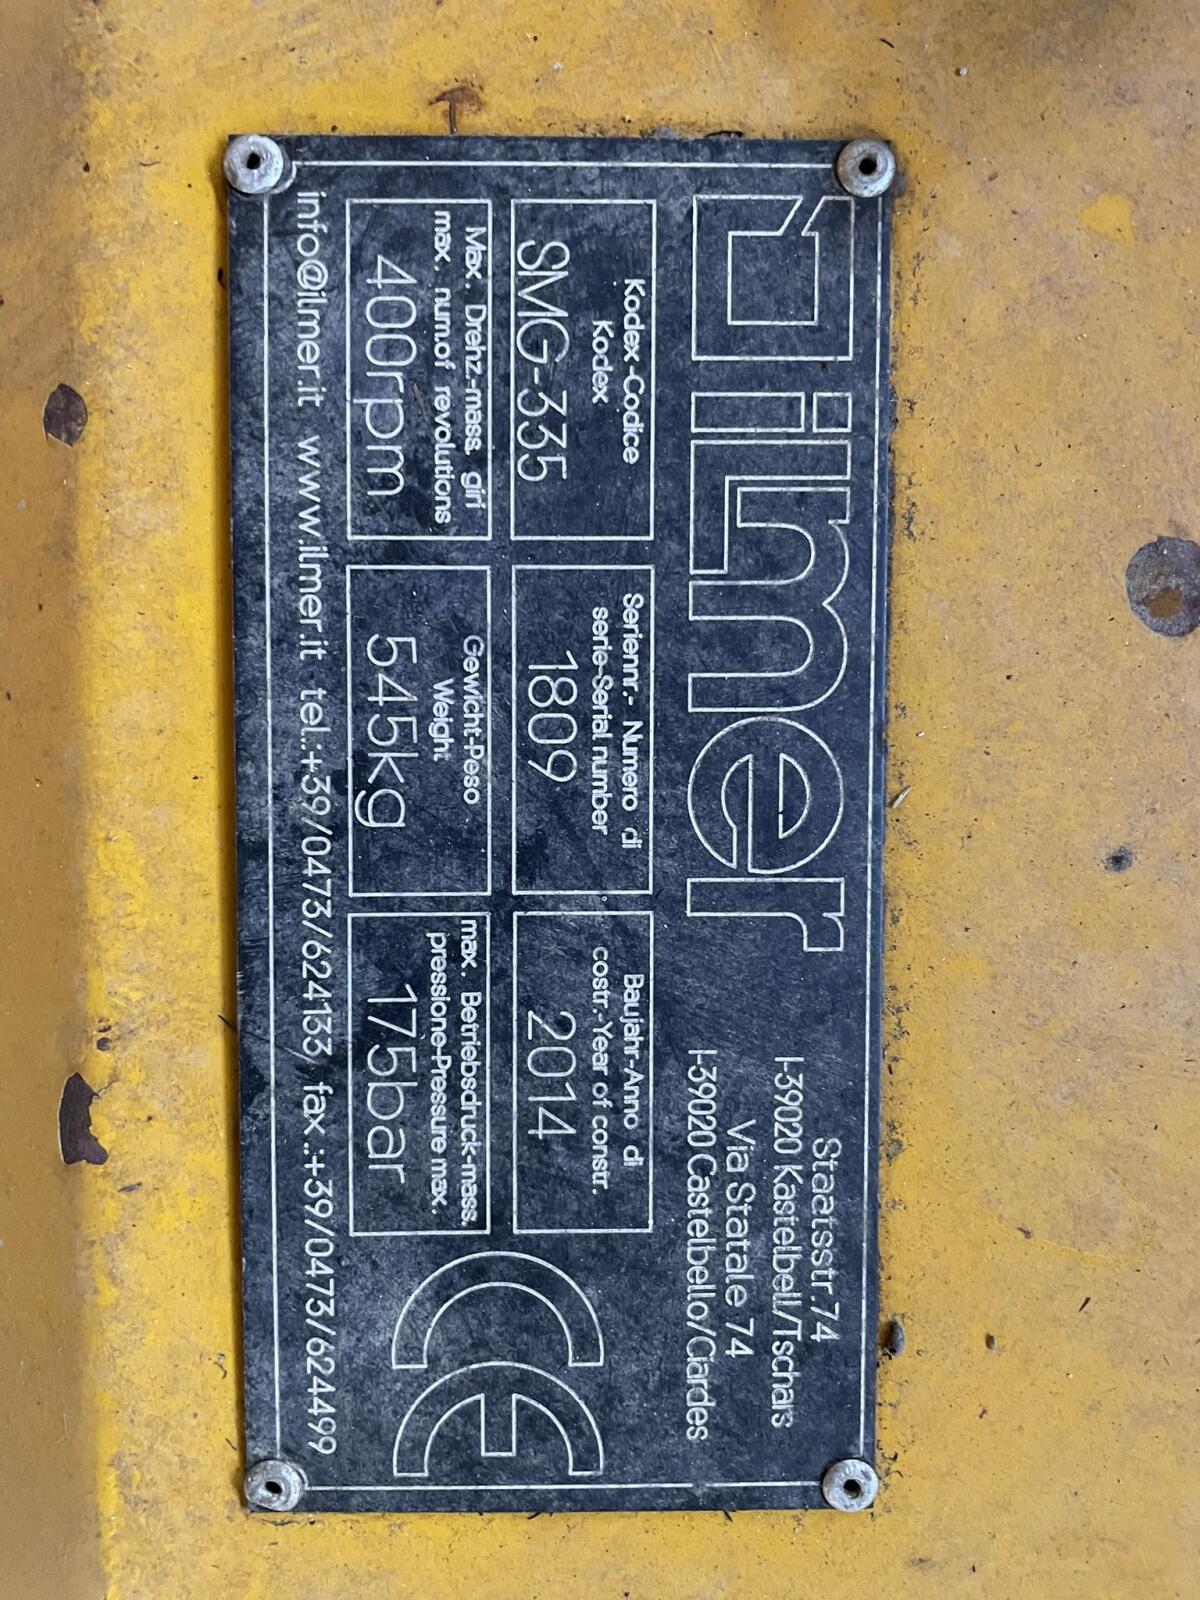 ilmer
Staatsstr.74
I-39020 Kastelbell/Tschars
Via Statale 74
I-39020 Castelbello/Ciardes
Kodex-Codice
Kodex
SMG-335
Seriennr.- Numero di
serie-Serial number
1809
Baujahr-Anno di
costr.-Year of constr.
2014
Max. Drehz-mass. giri
max. num.of revolutions
400rpm
Gewicht-Peso
Weight
545kg
max. Betriebsdruck-mass.
pressione-Pressure max.
175bar
CE
info@ilmer.it www.ilmer.it tel.:+39/0473/624133 fax.:+39/0473/624499